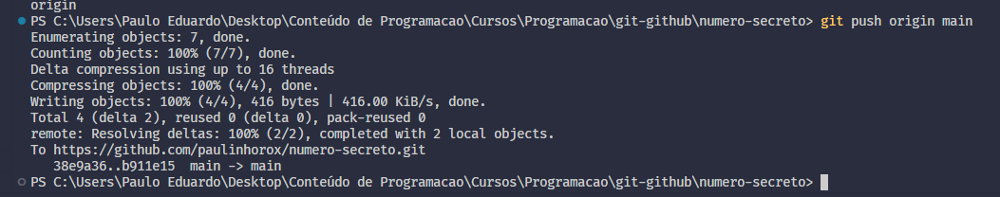 origin
PS C:\Users\Paulo Eduardo\Desktop\Conteúdo de Programacao\Cursos\Programacao\git-github\numero-secreto> git push origin main
Enumerating objects: 7, done.
Counting objects: 100% (7/7), done.
Delta compression using up to 16 threads
Compressing objects: 100% (4/4), done.
Writing objects: 100% (4/4), 416 bytes | 416.00 KiB/s, done.
Total 4 (delta 2), reused 0 (delta 0), pack-reused 0
remote: Resolving deltas: 100% (2/2), completed with 2 local objects.
To https://github.com/paulinhorox/numero-secreto.git
   38e9a36..b911e15  main -> main
PS C:\Users\Paulo Eduardo\Desktop\Conteúdo de Programacao\Cursos\Programacao\git-github\numero-secreto>